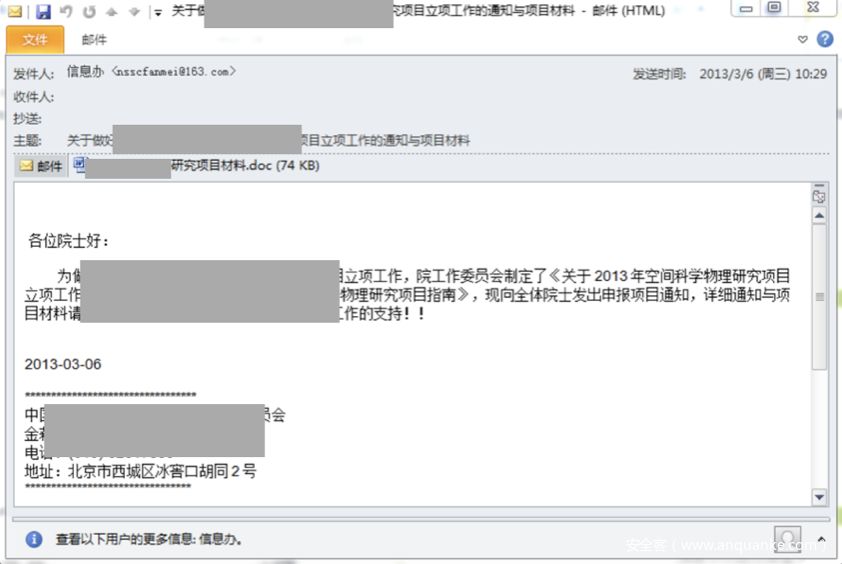 关于做 究项目立项工作的通知与项目材料 - 邮件 (HTML)
文件 邮件
发件人: 信息办 <nsscfanmei@163.com> 发送时间: 2013/3/6 (周三) 10:29
收件人:
抄送:
主题: 关于做好 项目立项工作的通知与项目材料
邮件 研究项目材料.doc (74 KB)
各位院士好：
为做 立项工作，院工作委员会制定了《关于 2013 年空间科学物理研究项目
立项工作 物理研究项目指南》，现向全体院士发出申报项目通知，详细通知与项
目材料请 工作的支持！！
2013-03-06
*********************************
中国 员会
金
电话:
地址：北京市西城区冰窖口胡同 2 号
********************************
查看以下用户的更多信息: 信息办。
安全客 ( www.anquanke.com )